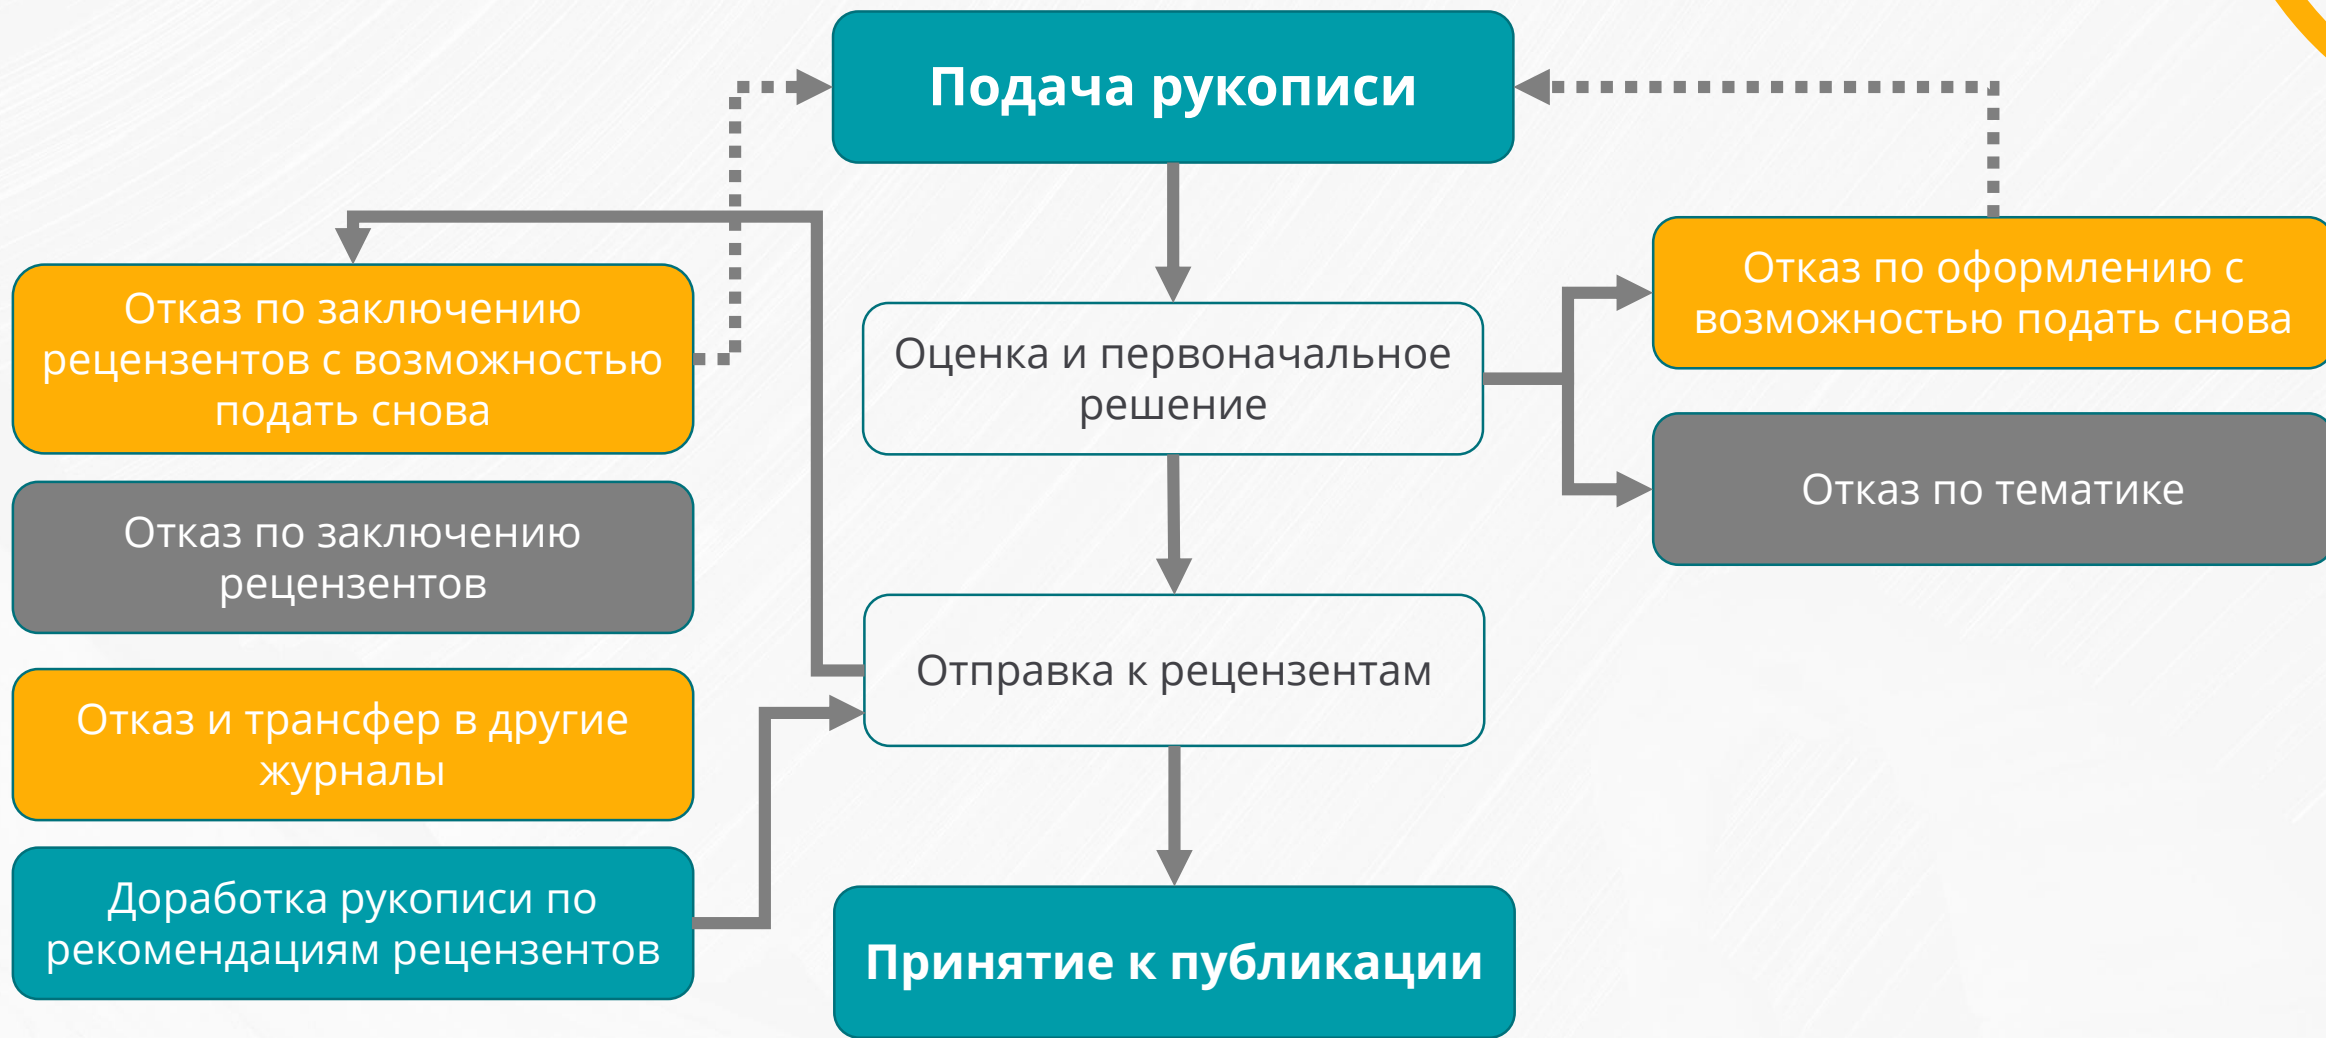 Подача рукописи
Отказ по заключению
рецензентов с возможностью
подать снова
Отказ по заключению
рецензентов
Отказ и трансфер в другие
журналы
Доработка рукописи по
рекомендациям рецензентов
Оценка и первоначальное
решение
Отправка к рецензентам
Принятие к публикации
Отказ по оформлению с
возможностью подать снова
Отказ по тематике